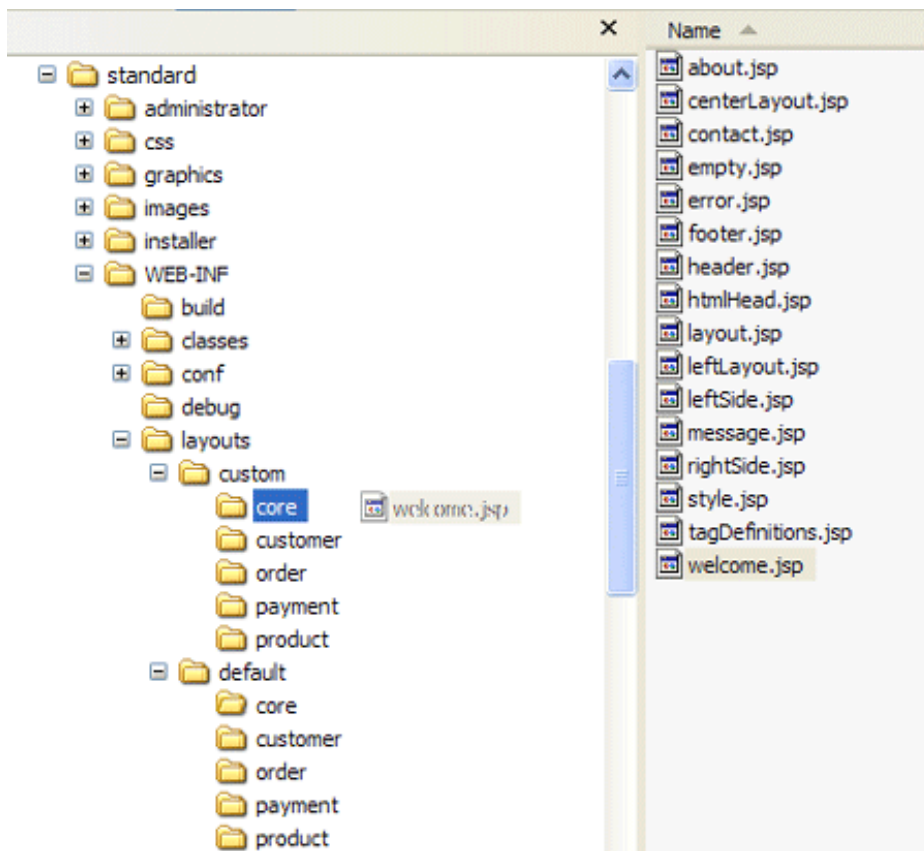 standard
administrator
css
graphics
images
installer
WEB-INF
build
classes
conf
debug
layouts
custom
core
welcome.jsp
customer
order
payment
product
default
core
customer
order
payment
product
Name
about.jsp
centerLayout.jsp
contact.jsp
empty.jsp
error.jsp
footer.jsp
header.jsp
htmlHead.jsp
layout.jsp
leftLayout.jsp
leftSide.jsp
message.jsp
rightSide.jsp
style.jsp
tagDefinitions.jsp
welcome.jsp